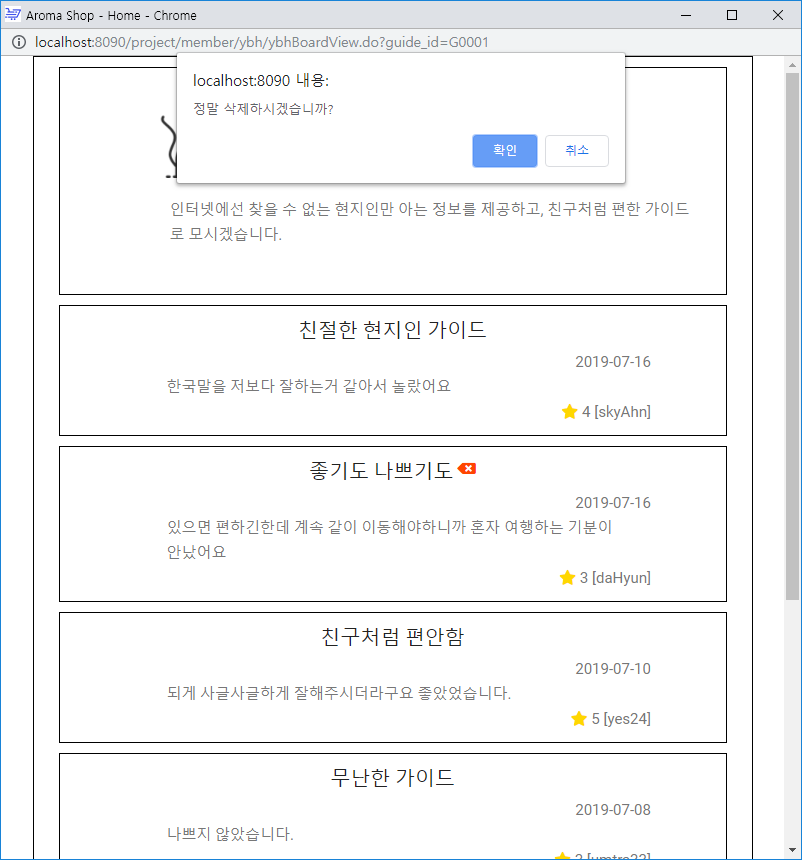 Aroma Shop - Home - Chrome
localhost:8090/project/member/ybh/ybhBoardView.do?guide_id=G0001
localhost:8090 내용:
정말 삭제하시겠습니까?
확인 취소
인터넷에선 찾을 수 없는 현지인만 아는 정보를 제공하고, 친구처럼 편한 가이드
로 모시겠습니다.
친절한 현지인 가이드
2019-07-16
한국말을 저보다 잘하는거 같아서 놀랐어요
4 [skyAhn]
좋기도 나쁘기도
2019-07-16
있으면 편하긴한데 계속 같이 이동해야하니까 혼자 여행하는 기분이
안났어요
3 [daHyun]
친구처럼 편안함
2019-07-10
되게 사글사글하게 잘해주시더라구요 좋았었습니다.
5 [yes24]
무난한 가이드
2019-07-08
나쁘지 않았습니다.